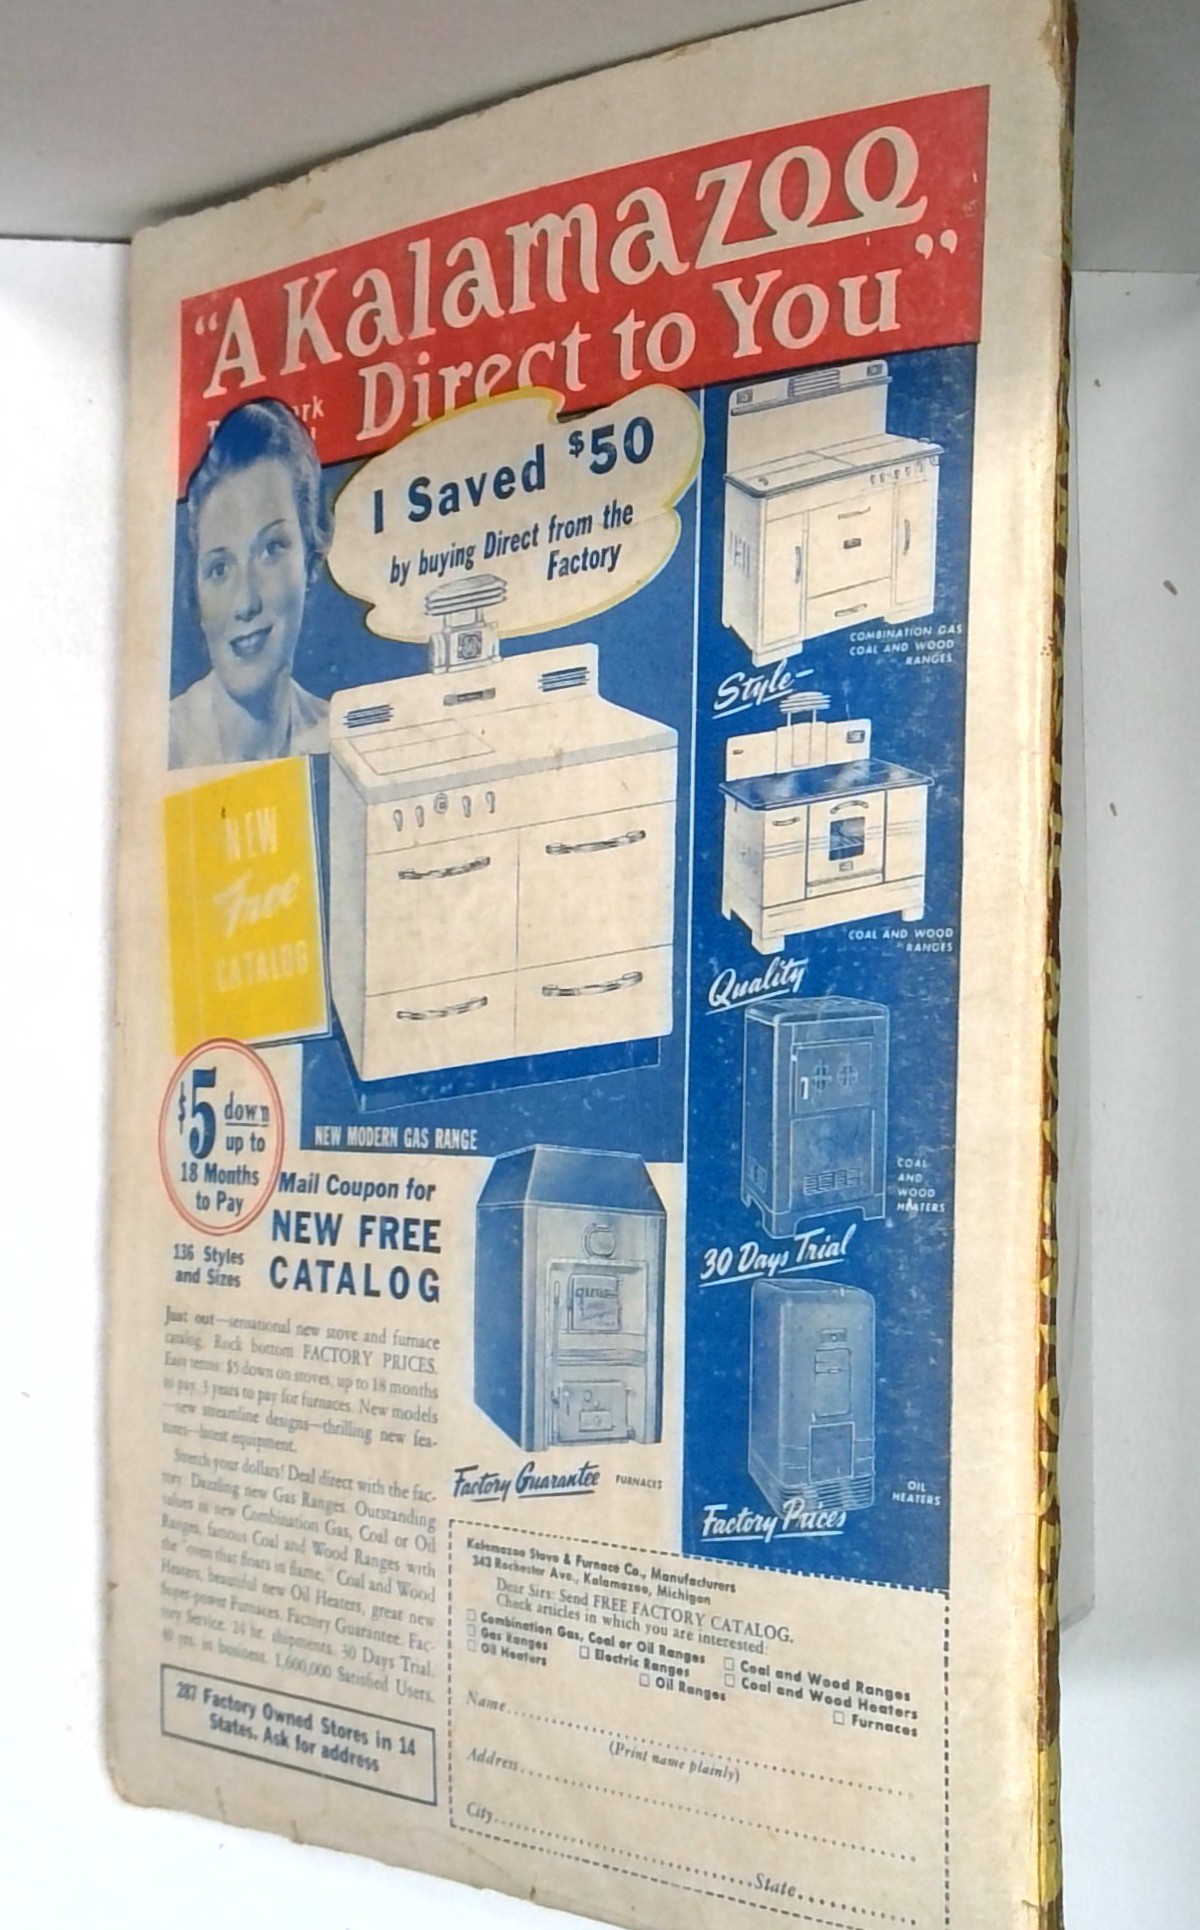 “A Kalamazoo
Direct to You”
I Saved $50
by buying Direct from the
Factory
COMBINATION GAS
COAL AND WOOD
RANGES
Style-
COAL AND WOOD
RANGES
Quality
NEW
Free
CATALOG
NEW MODERN GAS RANGE
$5 down
up to
18 Months
to Pay
136 Styles
and Sizes
Mail Coupon for
NEW FREE
CATALOG
COAL
AND
WOOD
HEATERS
30 Days Trial
OIL
HEATERS
Factory Prices
Factory Guarantee FURNACES
Just out—sensational new stove and furnace
catalog. Rock bottom FACTORY PRICES.
Easy terms: $5 down on stoves, up to 18 months
to pay, 3 years to pay for furnaces. New models
—new streamline designs—thrilling new fea-
tures—latest equipment.
Stretch your dollars! Deal direct with the fac-
tory. Dazzling new Gas Ranges. Outstanding
values in new Combination Gas, Coal or Oil
Ranges, famous Coal and Wood Ranges with
the “oven that floats in flame,” Coal and Wood
Heaters, beautiful new Oil Heaters, great new
Super-power Furnaces. Factory Guarantee. Fac-
tory Service. 24 hr. shipments. 30 Days Trial.
40 yrs. in business. 1,600,000 Satisfied Users.
287 Factory Owned Stores in 14
States. Ask for address
Kalamazoo Stove & Furnace Co., Manufacturers
343 Rochester Ave., Kalamazoo, Michigan
Dear Sirs: Send FREE FACTORY CATALOG.
Check articles in which you are interested:
☐ Combination Gas, Coal or Oil Ranges ☐ Coal and Wood Ranges
☐ Gas Ranges ☐ Electric Ranges ☐ Coal and Wood Heaters
☐ Oil Heaters ☐ Oil Ranges ☐ Furnaces
Name
(Print name plainly)
Address
City State